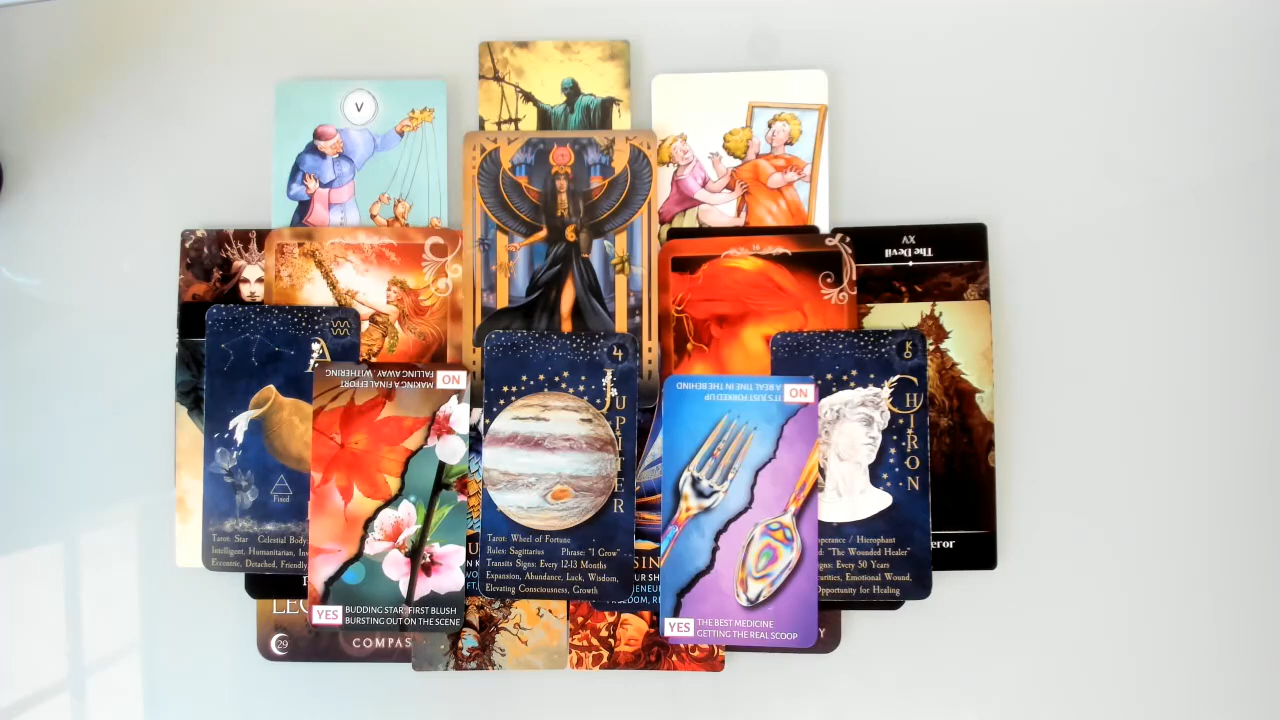 V
The Devil
XV
16
MAKING A FINAL EFFORT
FALLING AWAY, WITHERING
NO
YES
BUDDING STAR, FIRST BLUSH
BURSTING OUT ON THE SCENE
Fixed
Tarot: Star Celestial Body:
Intelligent, Humanitarian,
Eccentric, Detached, Friendly
JUPITER
Tarot: Wheel of Fortune
Rules: Sagittarius Phrase: "I Grow"
Transits Signs: Every 12-13 Months
Expansion, Abundance, Luck, Wisdom,
Elevating Consciousness, Growth
IT'S JUST FORKED UP
A REAL TINE IN THE BEHIND
NO
YES
THE BEST MEDICINE
GETTING THE REAL SCOOP
CHIRON
Hierophant
"The Wounded Healer"
Every 50 Years
Emotional Wound,
Opportunity for Healing
29